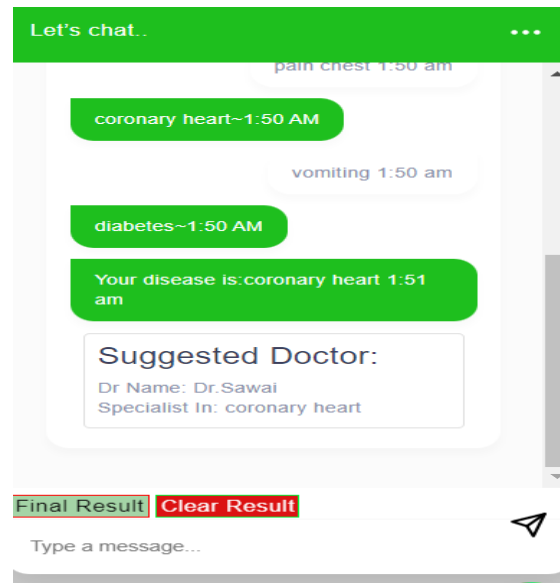 Let's chat..
pain chest 1:50 am
coronary heart~1:50 AM
vomiting 1:50 am
diabetes~1:50 AM
Your disease is:coronary heart 1:51
am
Suggested Doctor:
Dr Name: Dr.Sawai
Specialist In: coronary heart
Final Result Clear Result
Type a message...